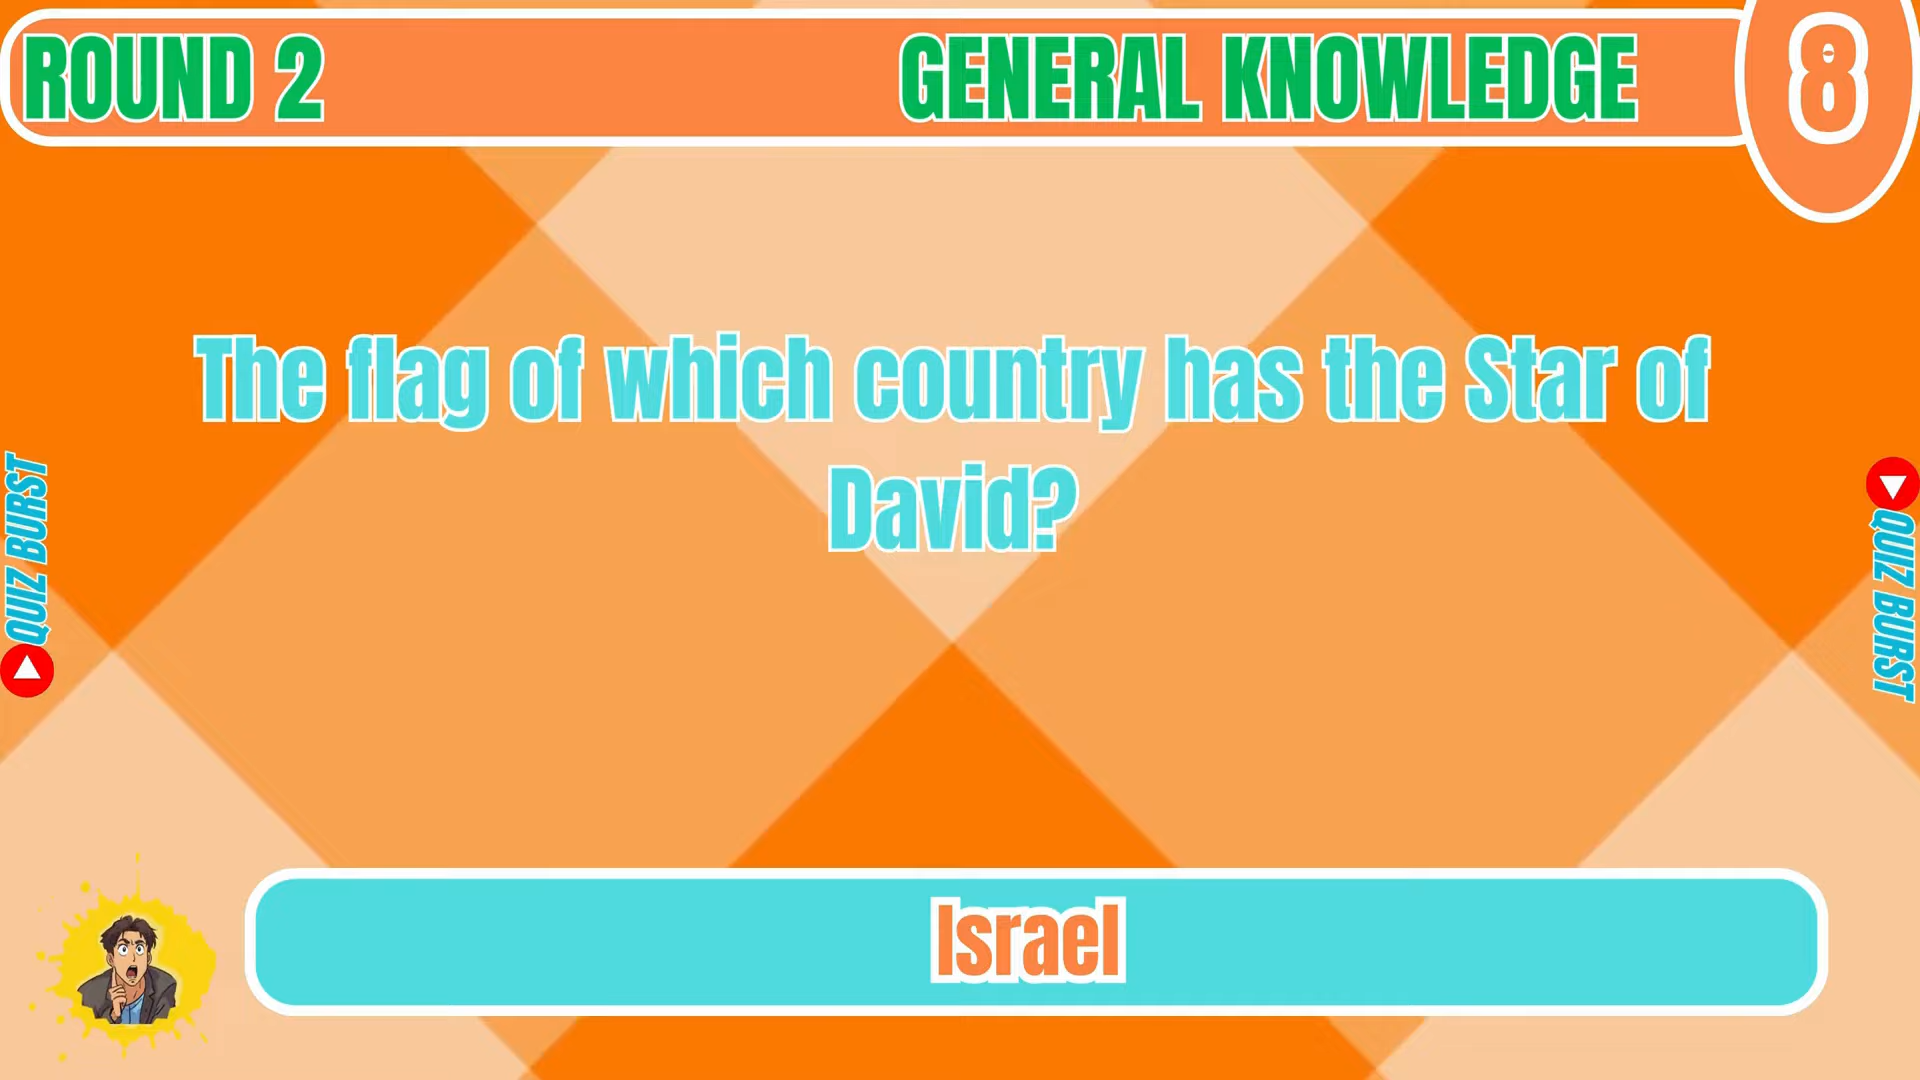 ROUND 2
GENERAL KNOWLEDGE
8
The flag of which country has the Star of
David?
QUIZ BURST
QUIZ BURST
Israel